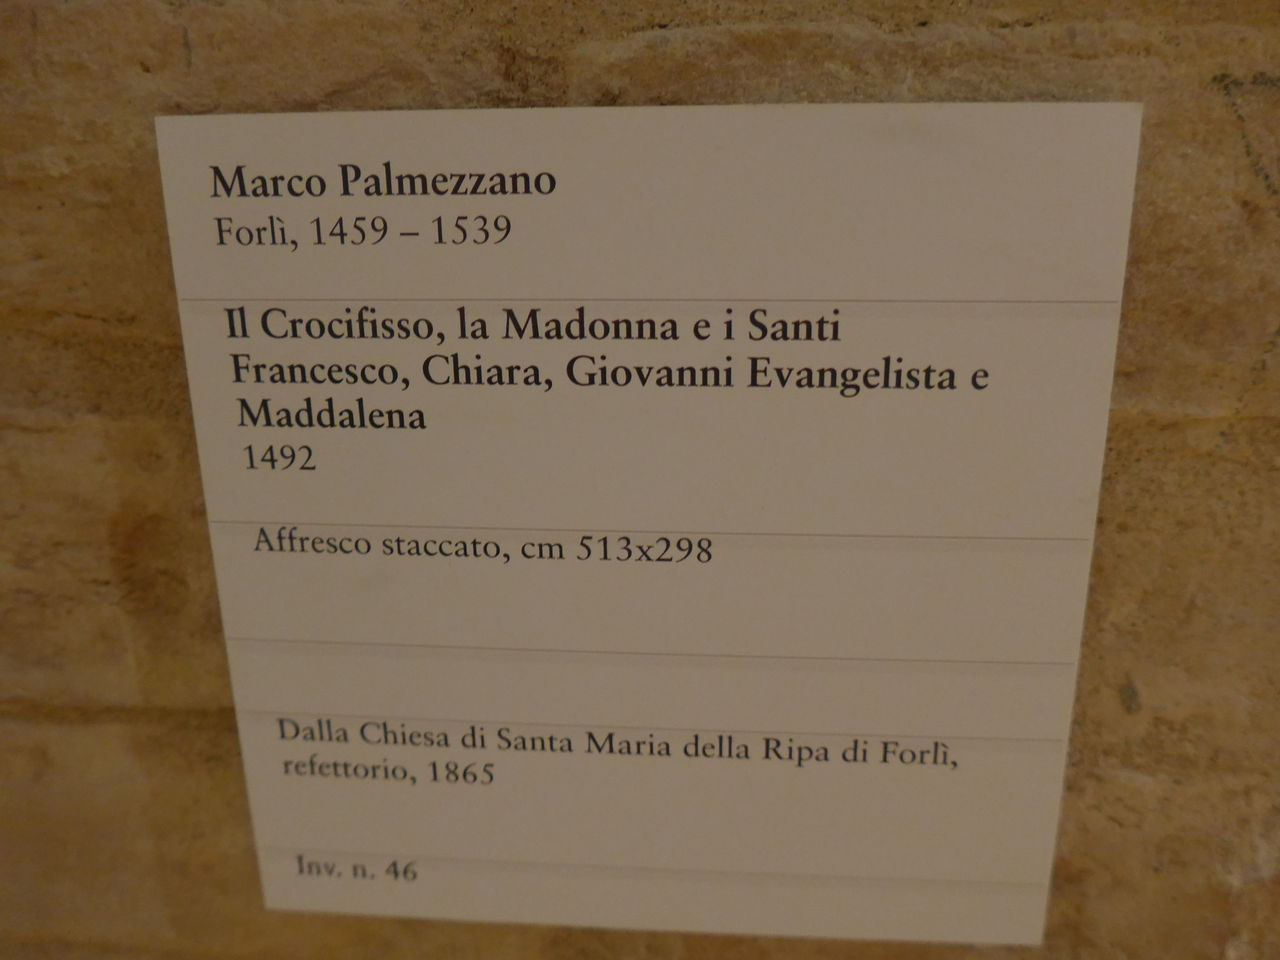 Marco Palmezzano
Forlì, 1459 – 1539
Il Crocifisso, la Madonna e i Santi
Francesco, Chiara, Giovanni Evangelista e
Maddalena
1492
Affresco staccato, cm 513x298
Dalla Chiesa di Santa Maria della Ripa di Forlì,
refettorio, 1865
Inv. n. 46